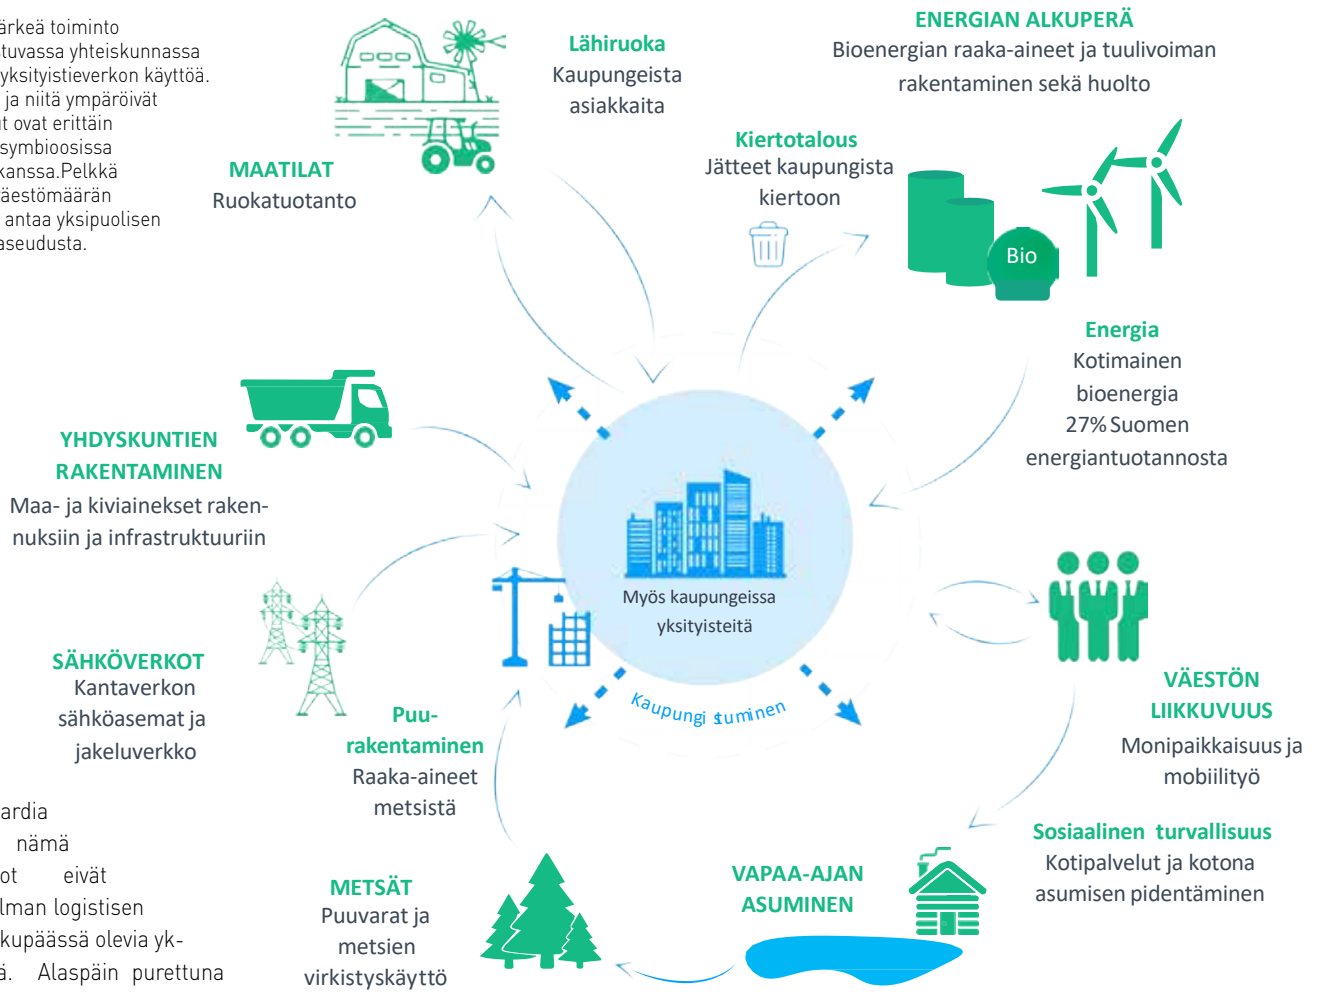 ärkeä toiminto
stuvassa yhteiskunnassa
yksityistieverkon käyttöä.
ja niitä ympäröivät
ut ovat erittäin
symbioosissa
kanssa.Pelkkä
väestömäärän
antaa yksipuolisen
aseudusta.
MAATILAT
Ruokatuotanto
Lähiruoka
Kaupungeista
asiakkaita
ENERGIAN ALKUPERÄ
Bioenergian raaka-aineet ja tuulivoiman
rakentaminen sekä huolto
Kiertotalous
Jätteet kaupungista
kiertoon
Bio
Energia
Kotimainen
bioenergia
27% Suomen
energiantuotannosta
YHDYSKUNTIEN
RAKENTAMINEN
Maa- ja kiviainekset raken-
nuksiin ja infrastruktuuriin
Myös kaupungeissa
yksityisteitä
Kaupungistuminen
SÄHKÖVERKOT
Kantaverkon
sähköasemat ja
jakeluverkko
Puu-
rakentaminen
Raaka-aineet
metsistä
VÄESTÖN
LIIKKUVUUS
Monipaikkaisuus ja
mobiilityö
Sosiaalinen turvallisuus
Kotipalvelut ja kotona
asumisen pidentäminen
VAPAA-AJAN
ASUMINEN
METSÄT
Puuvarat ja
metsien
virkistyskäyttö
ardia
nämä
ot eivät
lman logistisen
kupäässä olevia yk-
ä. Alaspäin purettuna